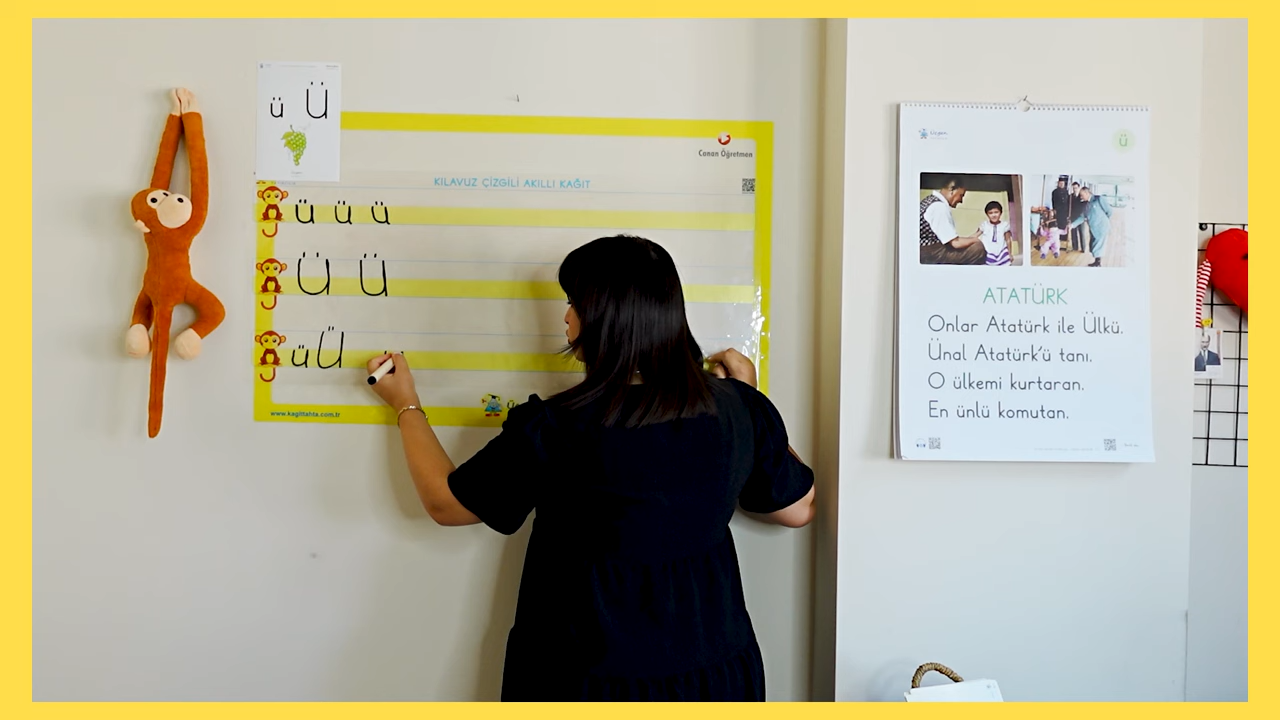 ü Ü
Canan Öğretmen
KILAVUZ ÇİZGİLİ AKILLI KAĞIT
ü ü ü
Ü Ü
ü Ü
www.kagittahta.com.tr
ü
ATATÜRK
Onlar Atatürk ile Ülkü.
Ünal Atatürk'ü tanı.
O ülkemi kurtaran.
En ünlü komutan.